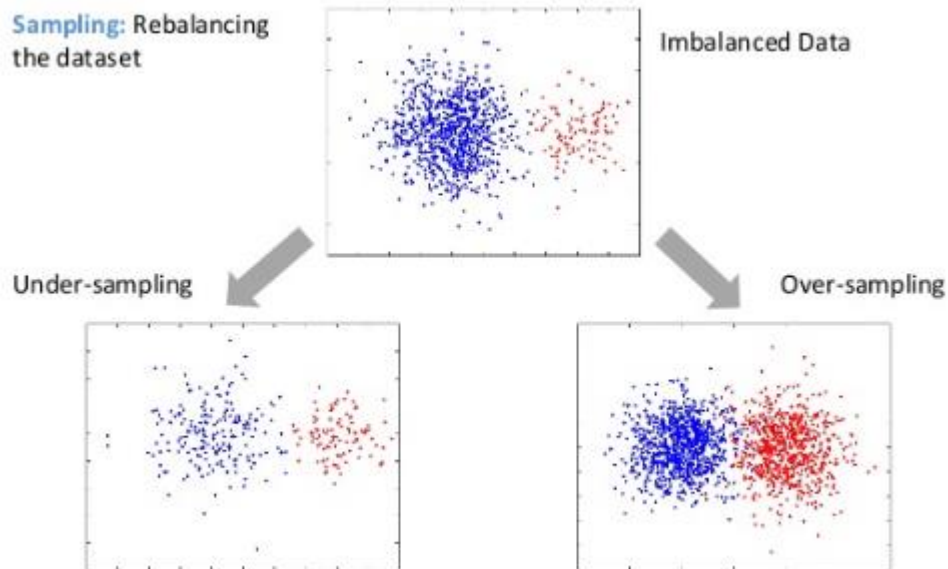 Sampling: Rebalancing
the dataset
Imbalanced Data
Under-sampling
Over-sampling